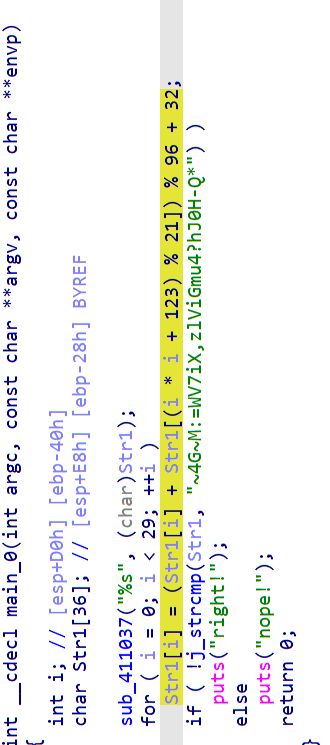 int __cdecl main_0(int argc, const char **argv, const char **envp)
{
int i; // [esp+D0h] [ebp-40h]
char Str1[36]; // [esp+E8h] [ebp-28h] BYREF
sub_411037("%s", (char)Str1);
for ( i = 0; i < 29; ++i )
Str1[i] = (Str1[i] + Str1[(i * i + 123) % 21]) % 96 + 32;
if ( !j_strcmp(Str1, "~4G~M:=WV7iX,zlViGmu4?hJ0H-Q*") )
puts("right!");
else
puts("nope!");
return 0;
}